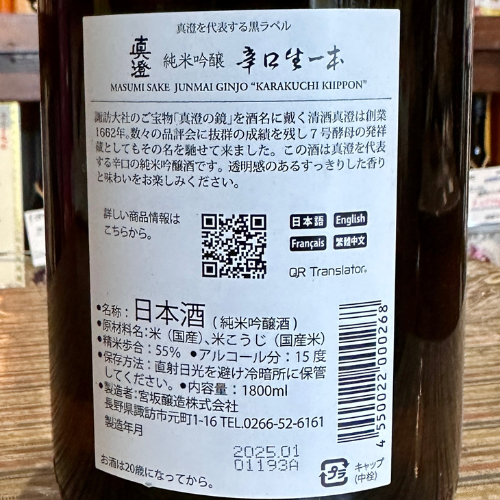 真澄を代表する黒ラベル
真澄 純米吟醸 辛口生一本
MASUMI SAKE JUNMAI GINJO "KARAKUCHI KIIPPON"
諏訪大社のご宝物「真澄の鏡」を酒名に戴く清酒真澄は創業
1662年。数々の品評会に抜群の成績を残し7号酵母の発祥
蔵としてもその名を馳せて来ました。この酒は真澄を代表
する辛口の純米吟醸酒です。透明感のあるすっきりした香り
と味わいをお楽しみください。
詳しい商品情報は
こちらから。
日本語 English
Français 繁體中文
QR Translator®
•名称: 日本酒 (純米吟醸酒)
•原材料名:米(国産)、米こうじ(国産米)
•精米歩合:55% •アルコール分:15度
•保存方法:直射日光を避け冷暗所に保管
してください。•内容量:1800ml
•製造者:宮坂醸造株式会社
長野県諏訪市元町1-16 TEL.0266-52-6161
製造年月
2025.01
01193A
お酒は20歳になってから。
プラ
キャップ
(中栓)
4 550022 000268